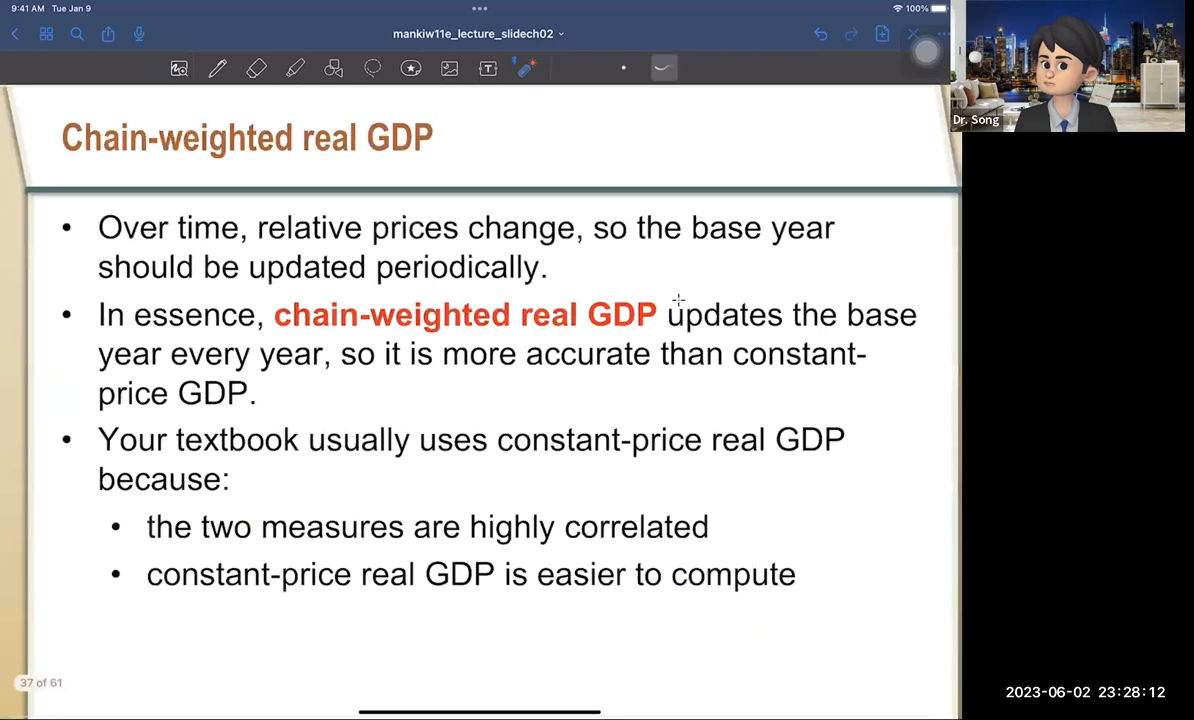 9:41 AM Tue Jan 9
100%
mankiw11e_lecture_slidech02
T
Dr. Song
Chain-weighted real GDP
• Over time, relative prices change, so the base year
should be updated periodically.
• In essence, chain-weighted real GDP updates the base
year every year, so it is more accurate than constant-
price GDP.
• Your textbook usually uses constant-price real GDP
because:
• the two measures are highly correlated
• constant-price real GDP is easier to compute
37 of 61
2023-06-02 23:28:12